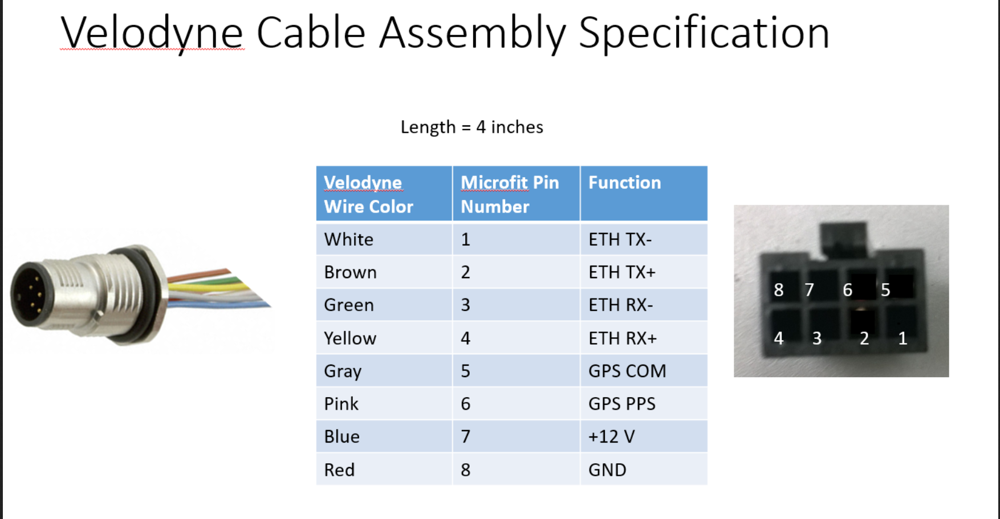 Velodyne Cable Assembly Specification
Length = 4 inches
Velodyne Wire Color Microfit Pin Number Function
White 1 ETH TX-
Brown 2 ETH TX+
Green 3 ETH RX-
Yellow 4 ETH RX+
Gray 5 GPS COM
Pink 6 GPS PPS
Blue 7 +12 V
Red 8 GND
8 7 6 5
4 3 2 1